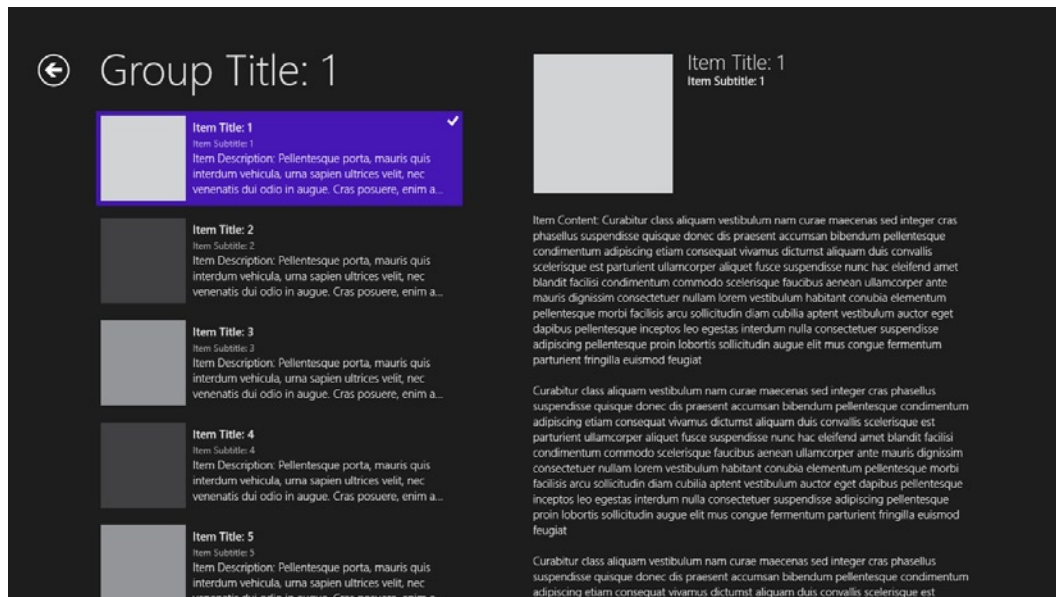 Group Title: 1
Item Title: 1
Item Subtitle: 1
Item Description: Pellentesque porta, mauris quis
interdum vehicula, urna sapien ultrices velit, nec
venenatis dui odio in augue. Cras posuere, enim a...
Item Title: 2
Item Subtitle: 2
Item Description: Pellentesque porta, mauris quis
interdum vehicula, urna sapien ultrices velit, nec
venenatis dui odio in augue. Cras posuere, enim a...
Item Title: 3
Item Subtitle: 3
Item Description: Pellentesque porta, mauris quis
interdum vehicula, urna sapien ultrices velit, nec
venenatis dui odio in augue. Cras posuere, enim a...
Item Title: 4
Item Subtitle: 4
Item Description: Pellentesque porta, mauris quis
interdum vehicula, urna sapien ultrices velit, nec
venenatis dui odio in augue. Cras posuere, enim a...
Item Title: 5
Item Subtitle: 5
Item Description: Pellentesque porta, mauris quis
interdum vehicula, urna sapien ultrices velit, nec
Item Title: 1
Item Subtitle: 1
Item Content: Curabitur class aliquam vestibulum nam curae maecenas sed integer cras
phasellus suspendisse quisque donec dis praesent accumsan bibendum pellentesque
condimentum adipiscing etiam consequat vivamus dictumst aliquam duis convallis
scelerisque est parturient ullamcorper aliquet fusce suspendisse nunc hac eleifend amet
blandit facilisi condimentum commodo scelerisque faucibus aenean ullamcorper ante
mauris dignissim consectetuer nullam lorem vestibulum habitant conubia elementum
pellentesque morbi facilisis arcu sollicitudin diam cubilia aptent vestibulum auctor eget
dapibus pellentesque inceptos leo egestas interdum nulla consectetuer suspendisse
adipiscing pellentesque proin lobortis sollicitudin augue elit mus congue fermentum
parturient fringilla euismod feugiat
Curabitur class aliquam vestibulum nam curae maecenas sed integer cras phasellus
suspendisse quisque donec dis praesent accumsan bibendum pellentesque condimentum
adipiscing etiam consequat vivamus dictumst aliquam duis convallis scelerisque est
parturient ullamcorper aliquet fusce suspendisse nunc hac eleifend amet blandit facilisi
condimentum commodo scelerisque faucibus aenean ullamcorper ante mauris dignissim
consectetuer nullam lorem vestibulum habitant conubia elementum pellentesque morbi
facilisis arcu sollicitudin diam cubilia aptent vestibulum auctor eget dapibus pellentesque
inceptos leo egestas interdum nulla consectetuer suspendisse adipiscing pellentesque
proin lobortis sollicitudin augue elit mus congue fermentum parturient fringilla euismod
feugiat
Curabitur class aliquam vestibulum nam curae maecenas sed integer cras phasellus
suspendisse quisque donec dis praesent accumsan bibendum pellentesque condimentum
adipiscing etiam consequat vivamus dictumst aliquam duis convallis scelerisque est